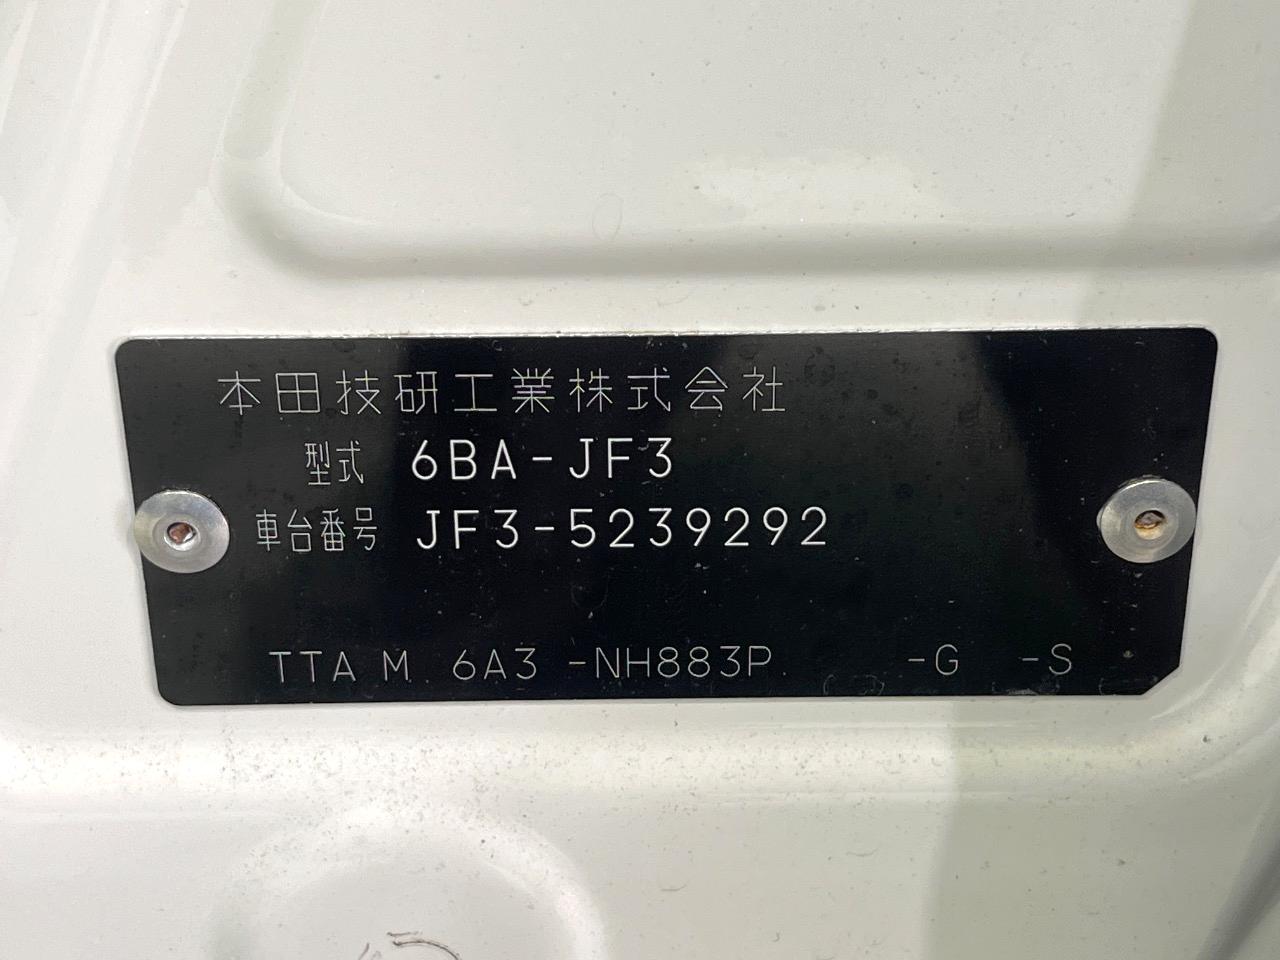 本田技研工業株式会社
型式 6BA-JF3
車台番号 JF3-5239292
TTA M 6A3 -NH883P -G -S